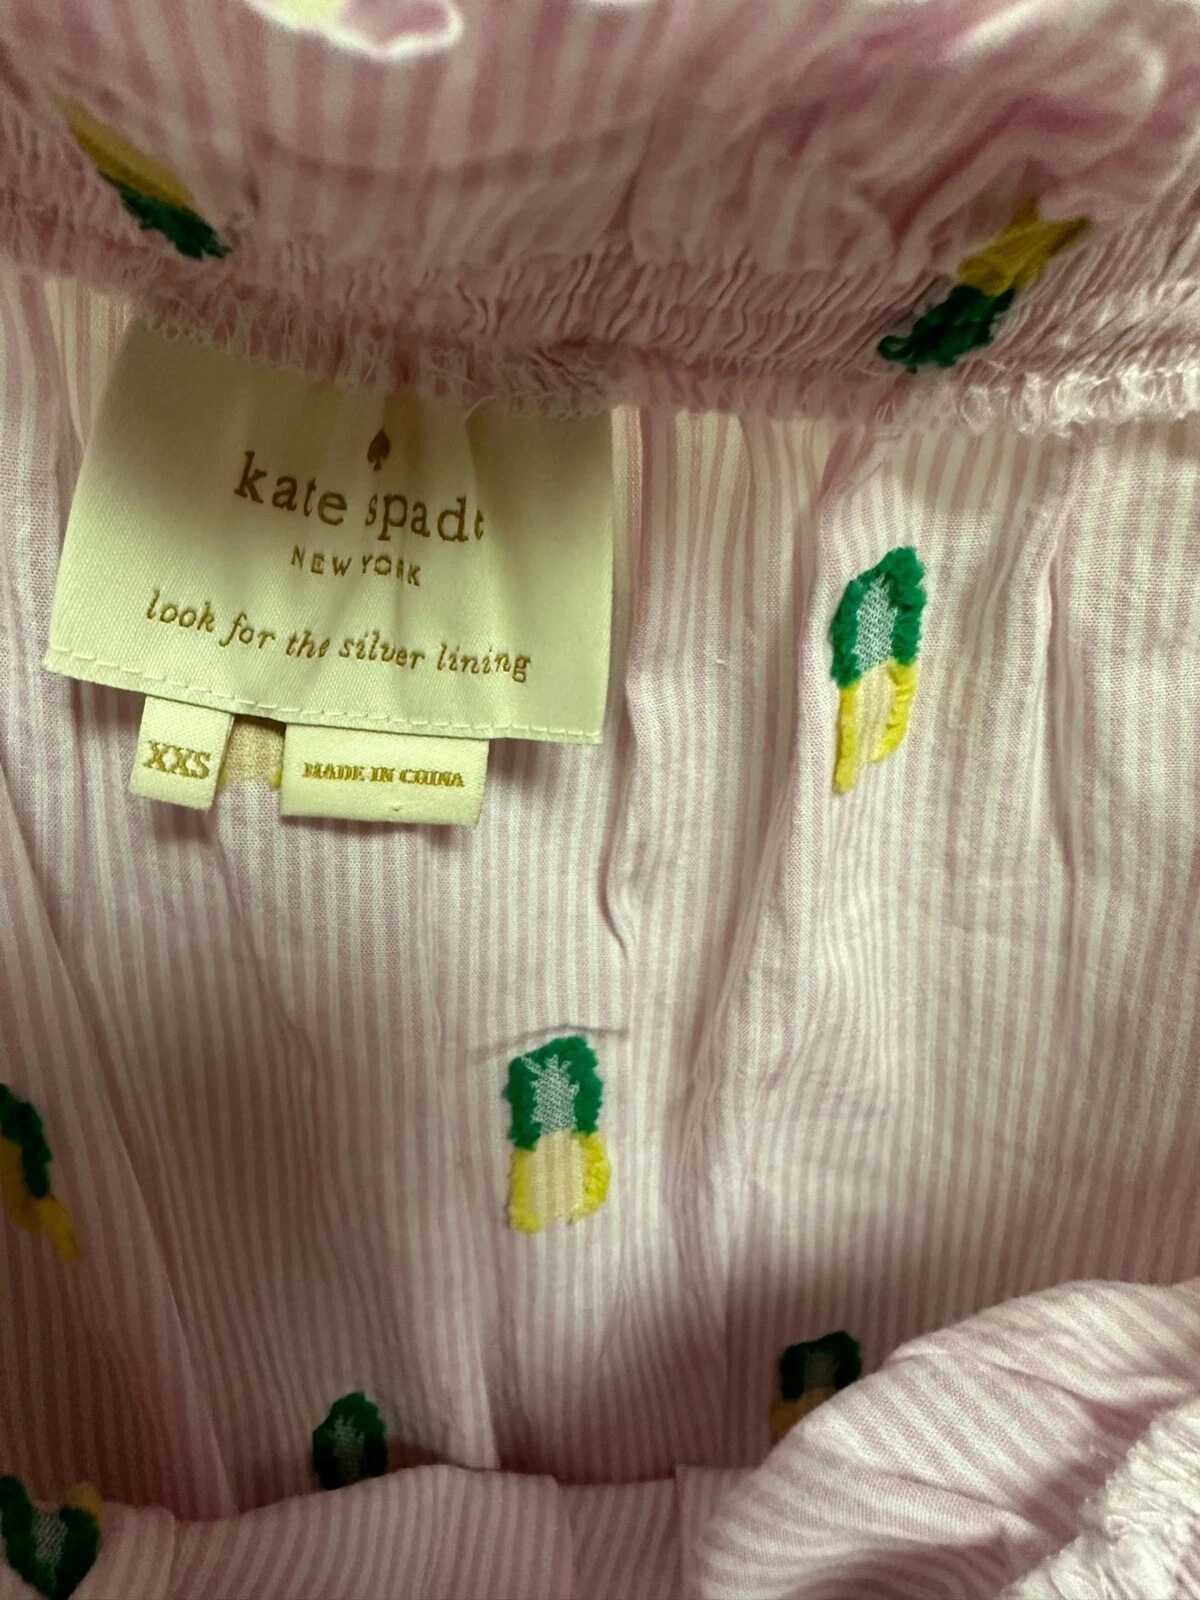 kate spade
NEW YORK
look for the silver lining
XXS
MADE IN CHINA